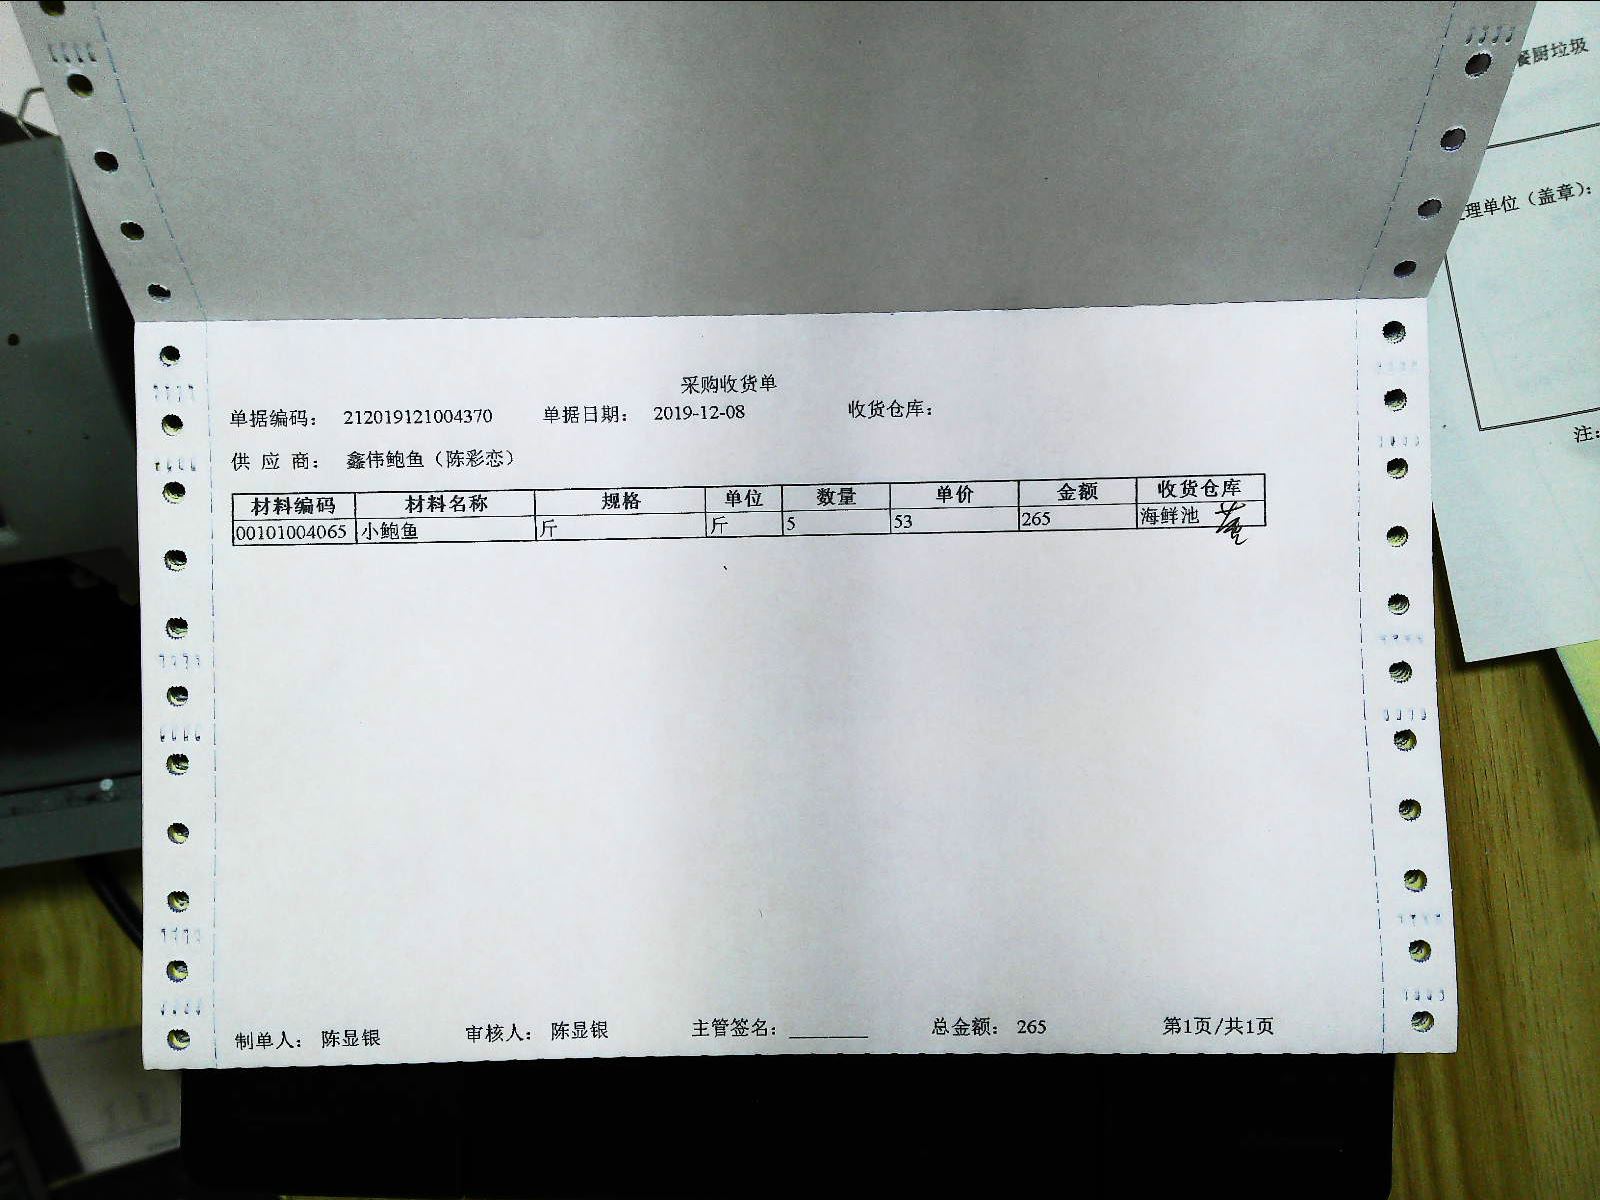 餐厨垃圾
理单位（盖章）：
注：
采购收货单
单据编码： 212019121004370 单据日期： 2019-12-08 收货仓库：
供 应 商： 鑫伟鲍鱼（陈彩恋）
材料编码 材料名称 规格 单位 数量 单价 金额 收货仓库
00101004065 小鲍鱼 斤 斤 5 53 265 海鲜池
制单人： 陈显银 审核人： 陈显银 主管签名：________ 总金额： 265 第1页/共1页